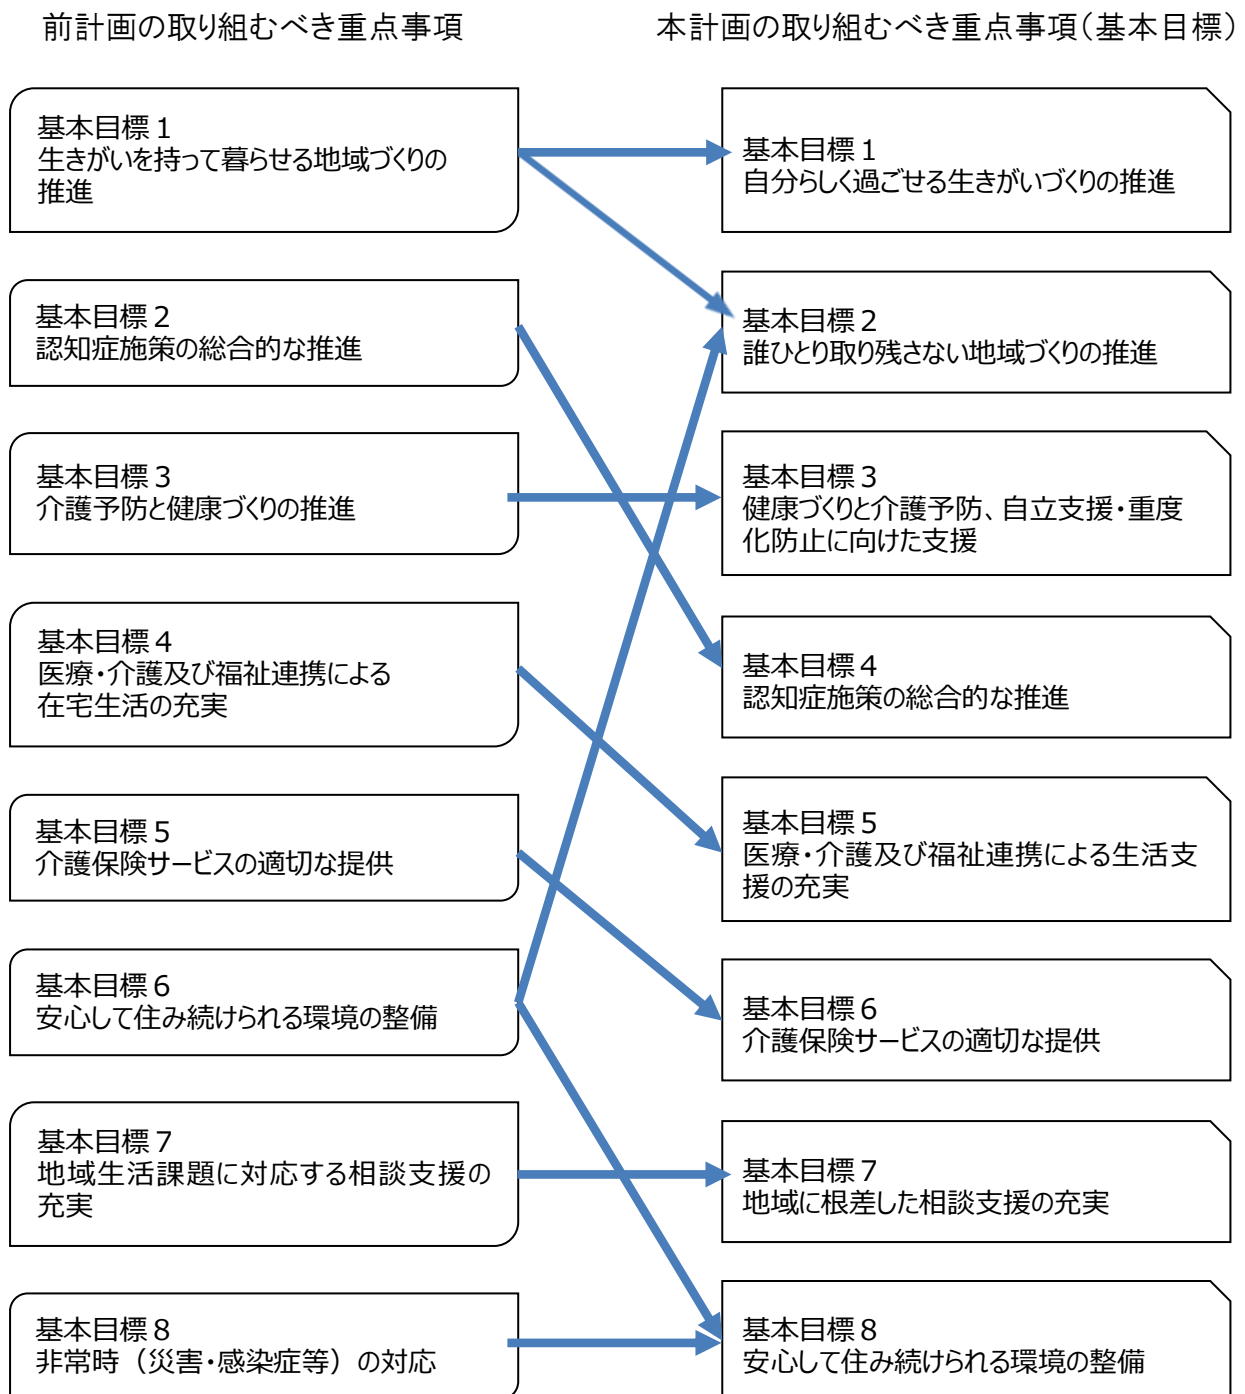 前計画の取り組むべき重点事項
基本目標１
生きがいを持って暮らせる地域づくりの
推進
基本目標２
認知症施策の総合的な推進
基本目標３
介護予防と健康づくりの推進
基本目標４
医療・介護及び福祉連携による
在宅生活の充実
基本目標５
介護保険サービスの適切な提供
基本目標６
安心して住み続けられる環境の整備
基本目標７
地域生活課題に対応する相談支援の
充実
基本目標８
非常時（災害・感染症等）の対応
本計画の取り組むべき重点事項（基本目標）
基本目標１
自分らしく過ごせる生きがいづくりの推進
基本目標２
誰ひとり取り残さない地域づくりの推進
基本目標３
健康づくりと介護予防、自立支援・重度
化防止に向けた支援
基本目標４
認知症施策の総合的な推進
基本目標５
医療・介護及び福祉連携による生活支
援の充実
基本目標６
介護保険サービスの適切な提供
基本目標７
地域に根差した相談支援の充実
基本目標８
安心して住み続けられる環境の整備